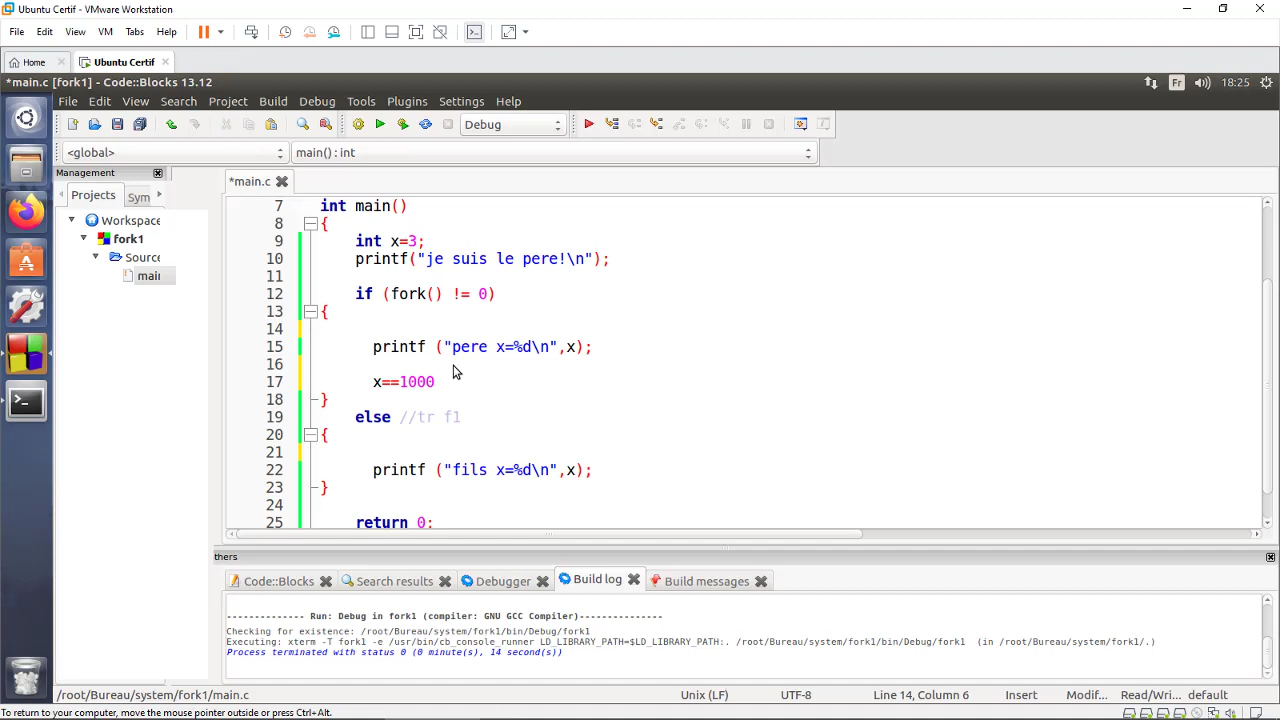 Ubuntu Certif - VMware Workstation
File Edit View VM Tabs Help
Home Ubuntu Certif
*main.c [fork1] - Code::Blocks 13.12 Fr 18:25
File Edit View Search Project Build Debug Tools Plugins Settings Help
Debug
<global> main() : int
Management
*main.c
Projects Sym
Workspace
fork1
Source
main
7 int main()
8 {
9 int x=3;
10 printf("je suis le pere!\n");
11
12 if (fork() != 0)
13 {
14
15 printf ("pere x=%d\n",x);
16
17 x==1000
18 }
19 else //tr f1
20 {
21
22 printf ("fils x=%d\n",x);
23 }
24
25 return 0;
thers
Code::Blocks Search results Debugger Build log Build messages
-------------- Run: Debug in fork1 (compiler: GNU GCC Compiler)---------------
Checking for existence: /root/Bureau/system/fork1/bin/Debug/fork1
Executing: xterm -T fork1 -e /usr/bin/cb_console_runner LD_LIBRARY_PATH=$LD_LIBRARY_PATH:. /root/Bureau/system/fork1/bin/Debug/fork1 (in /root/Bureau/system/fork1/.)
Process terminated with status 0 (0 minute(s), 14 second(s))
/root/Bureau/system/fork1/main.c Unix (LF) UTF-8 Line 14, Column 6 Insert Modif... Read/Wri... default
To return to your computer, move the mouse pointer outside or press Ctrl+Alt.